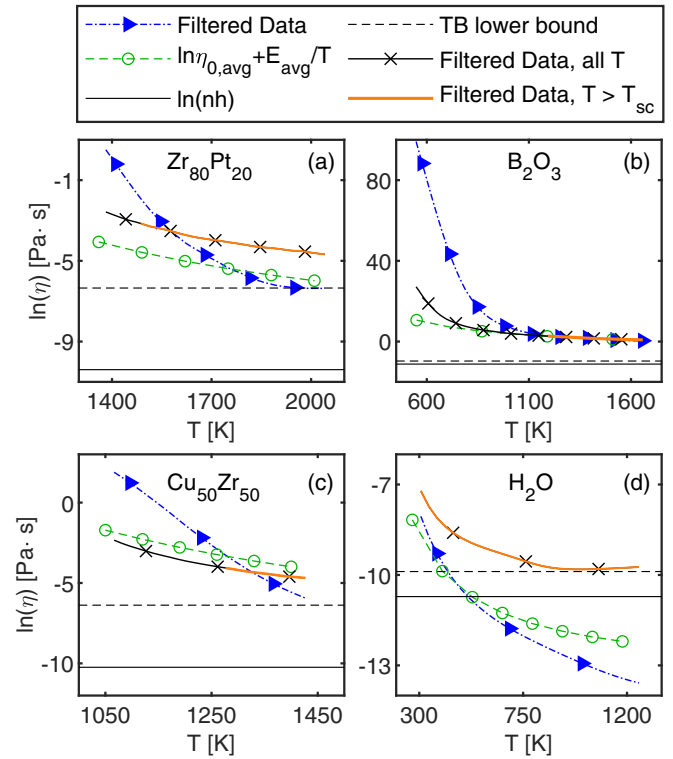 Filtered Data
TB lower bound
lnη0,avg+Eavg/T
Filtered Data, all T
ln(nh)
Filtered Data, T > Tsc
Zr80Pt20 (a)
B2O3 (b)
ln(η) [Pa· s]
-1
-5
-9
80
40
0
1400 1700 2000
600 1100 1600
T [K]
T [K]
Cu50Zr50 (c)
H2O (d)
ln(η) [Pa· s]
0
-5
-10
-7
-10
-13
1050 1250 1450
300 750 1200
T [K]
T [K]